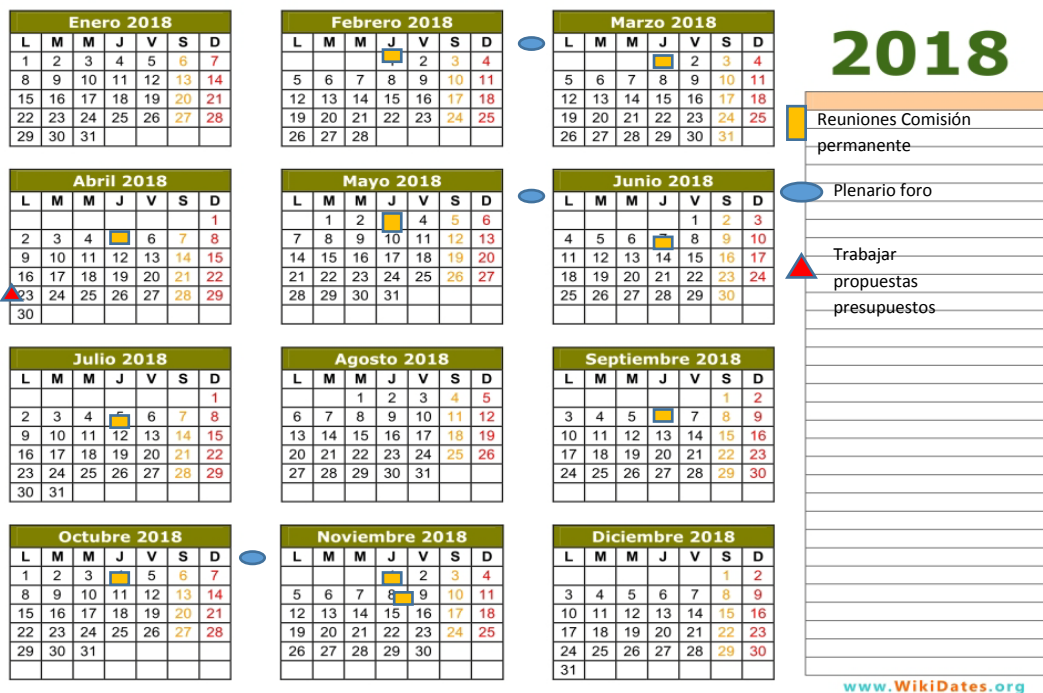 Enero 2018
L M M J V S D
1 2 3 4 5 6 7
8 9 10 11 12 13 14
15 16 17 18 19 20 21
22 23 24 25 26 27 28
29 30 31
Febrero 2018
L M M J V S D
2 3 4
5 6 7 8 9 10 11
12 13 14 15 16 17 18
19 20 21 22 23 24 25
26 27 28
Marzo 2018
L M M J V S D
2 3 4
5 6 7 8 9 10 11
12 13 14 15 16 17 18
19 20 21 22 23 24 25
26 27 28 29 30 31
2018
Reuniones Comisión
permanente
Plenario foro
Trabajar
propuestas
presupuestos
Abril 2018
L M M J V S D
1
2 3 4 6 7 8
9 10 11 12 13 14 15
16 17 18 19 20 21 22
23 24 25 26 27 28 29
30
Mayo 2018
L M M J V S D
1 2 4 5 6
7 8 9 10 11 12 13
14 15 16 17 18 19 20
21 22 23 24 25 26 27
28 29 30 31
Junio 2018
L M M J V S D
1 2 3
4 5 6 8 9 10
11 12 13 14 15 16 17
18 19 20 21 22 23 24
25 26 27 28 29 30
Julio 2018
L M M J V S D
1
2 3 4 5 6 7 8
9 10 11 12 13 14 15
16 17 18 19 20 21 22
23 24 25 26 27 28 29
30 31
Agosto 2018
L M M J V S D
1 2 3 4 5
6 7 8 9 10 11 12
13 14 15 16 17 18 19
20 21 22 23 24 25 26
27 28 29 30 31
Septiembre 2018
L M M J V S D
1 2
3 4 5 7 8 9
10 11 12 13 14 15 16
17 18 19 20 21 22 23
24 25 26 27 28 29 30
Octubre 2018
L M M J V S D
1 2 3 5 6 7
8 9 10 11 12 13 14
15 16 17 18 19 20 21
22 23 24 25 26 27 28
29 30 31
Noviembre 2018
L M M J V S D
2 3 4
5 6 7 8 9 10 11
12 13 14 15 16 17 18
19 20 21 22 23 24 25
26 27 28 29 30
Diciembre 2018
L M M J V S D
1 2
3 4 5 6 7 8 9
10 11 12 13 14 15 16
17 18 19 20 21 22 23
24 25 26 27 28 29 30
31
www.WikiDates.org